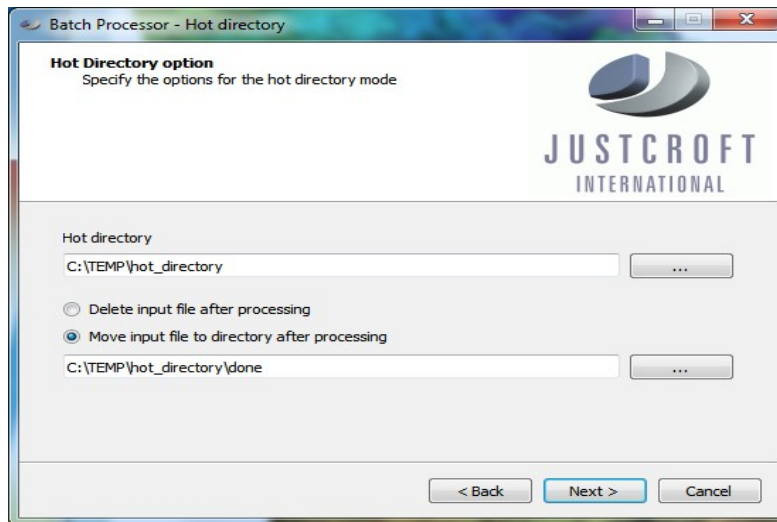 Batch Processor - Hot directory
Hot Directory option
Specify the options for the hot directory mode
JUSTCROFT
INTERNATIONAL
Hot directory
C:\TEMP\hot_directory
...
Delete input file after processing
Move input file to directory after processing
C:\TEMP\hot_directory\done
...
< Back
Next >
Cancel